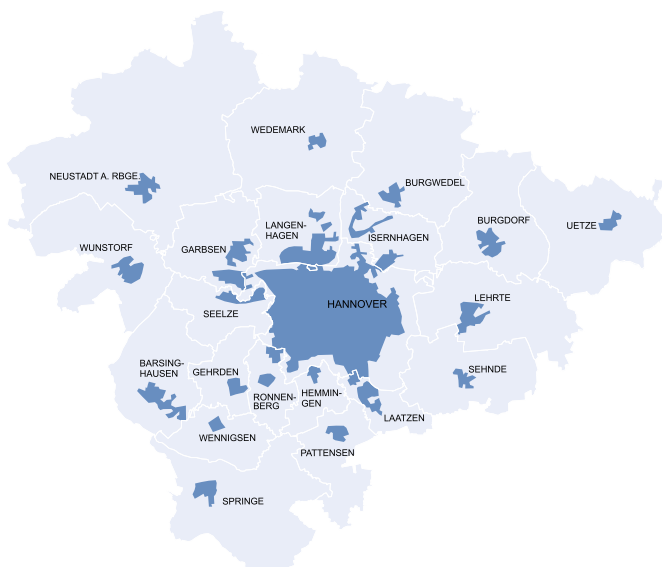 WEDEMARK
NEUSTADT A. RBGE.
BURGWEDEL
BURGDORF
UETZE
LANGEN-
HAGEN
ISERNHAGEN
WUNSTORF
GARBSEN
SEELZE
HANNOVER
LEHRTE
BARSING-
HAUSEN
GEHRDEN
SEHNDE
RONNEN-
BERG
HEMMIN-
GEN
LAATZEN
WENNIGSEN
PATTENSEN
SPRINGE